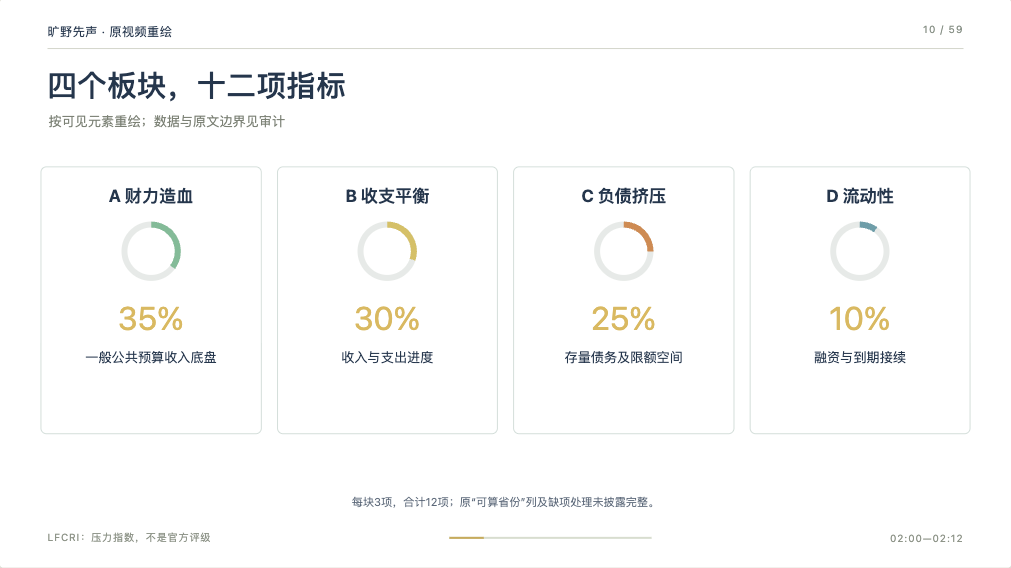 旷野先声 · 原视频重绘
10 / 59
四个板块，十二项指标
按可见元素重绘；数据与原文边界见审计
A 财力造血
35%
一般公共预算收入底盘
B 收支平衡
30%
收入与支出进度
C 负债挤压
25%
存量债务及限额空间
D 流动性
10%
融资与到期接续
每块3项，合计12项；原“可算省份”列及缺项处理未披露完整。
LFCRI：压力指数，不是官方评级
02:00—02:12